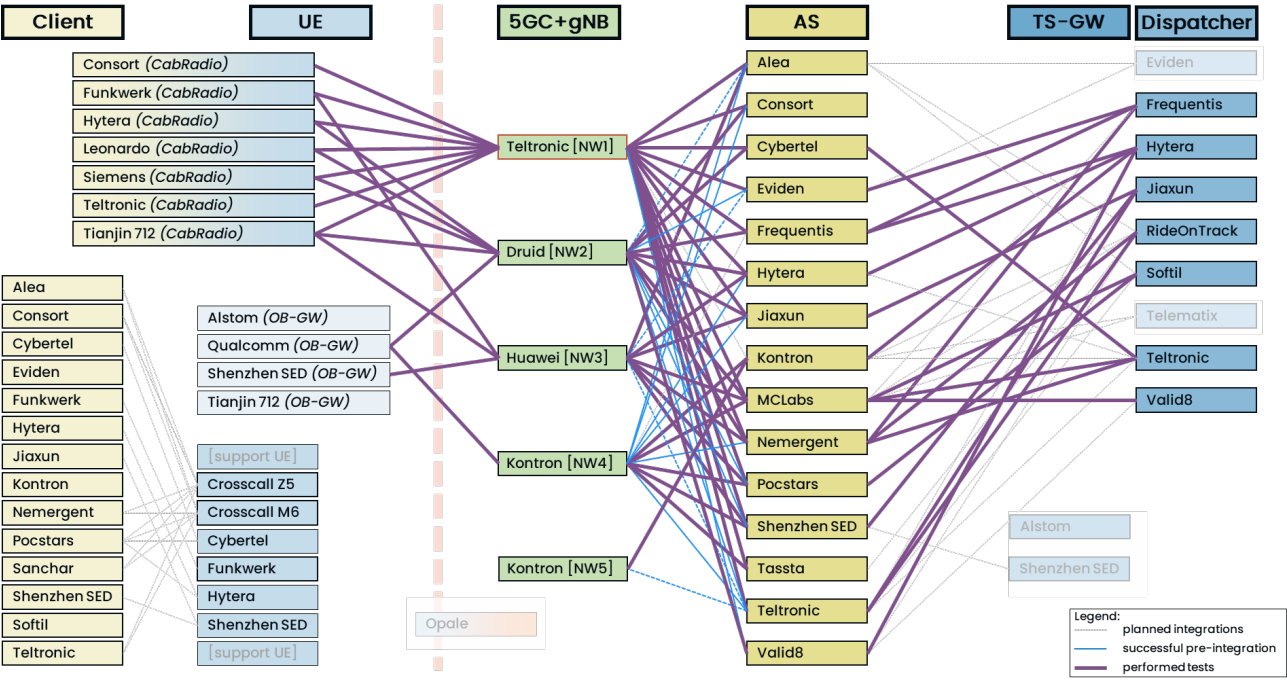 Client
UE
5GC+gNB
AS
TS-GW
Dispatcher
Consort (CabRadio)
Funkwerk (CabRadio)
Hytera (CabRadio)
Leonardo (CabRadio)
Siemens (CabRadio)
Teltronic (CabRadio)
Tianjin 712 (CabRadio)
Alea
Consort
Cybertel
Eviden
Funkwerk
Hytera
Jiaxun
Kontron
Nemergent
Pocstars
Sanchar
Shenzhen SED
Softil
Teltronic
Alstom (OB-GW)
Qualcomm (OB-GW)
Shenzhen SED (OB-GW)
Tianjin 712 (OB-GW)
[support UE]
Crosscall Z5
Crosscall M6
Cybertel
Funkwerk
Hytera
Shenzhen SED
[support UE]
Teltronic [NW1]
Druid [NW2]
Huawei [NW3]
Kontron [NW4]
Kontron [NW5]
Opale
Alea
Consort
Cybertel
Eviden
Frequentis
Hytera
Jiaxun
Kontron
MCLabs
Nemergent
Pocstars
Shenzhen SED
Tassta
Teltronic
Valid8
Alstom
Shenzhen SED
Eviden
Frequentis
Hytera
Jiaxun
RideOnTrack
Softil
Telematix
Teltronic
Valid8
Legend:
planned integrations
successful pre-integration
performed tests